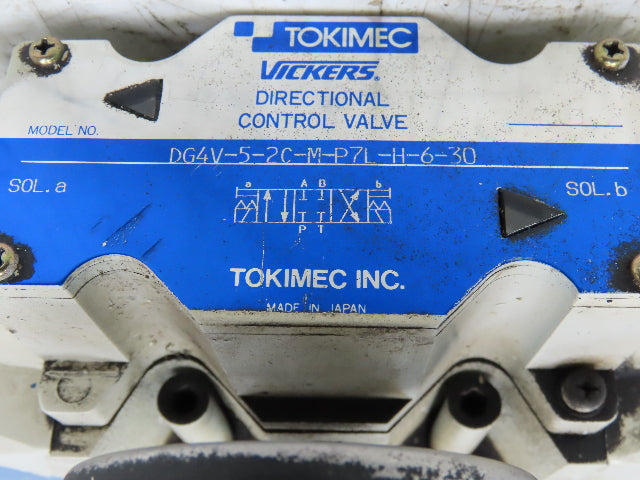 TOKIMEC
VICKERS®
DIRECTIONAL
CONTROL VALVE
MODEL NO.
DG4V-5-2C-M-P7L-H-6-30
SOL.a
a A B b
SOL.b
P T
TOKIMEC INC.
MADE IN JAPAN